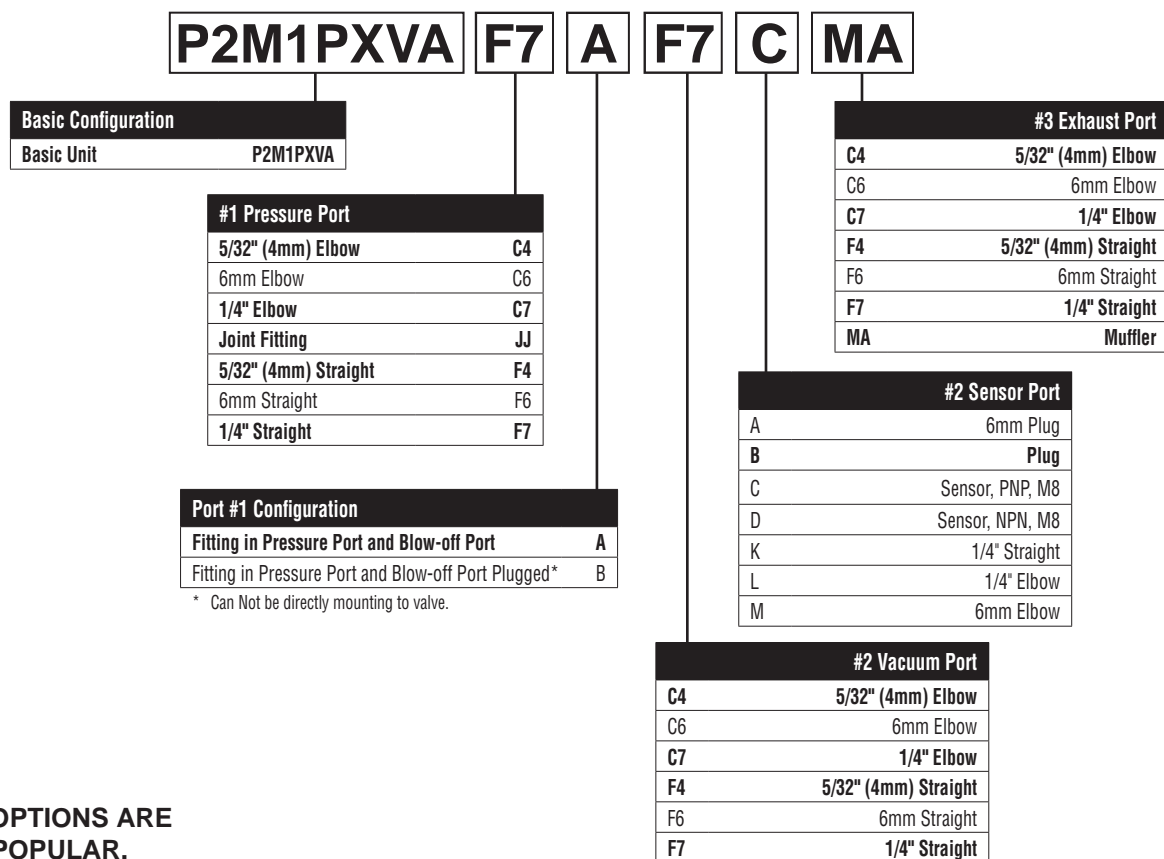 P2M1PXVA F7 A F7 C MA
Basic Configuration
Basic Unit P2M1PXVA
#1 Pressure Port
5/32" (4mm) Elbow C4
6mm Elbow C6
1/4" Elbow C7
Joint Fitting JJ
5/32" (4mm) Straight F4
6mm Straight F6
1/4" Straight F7
Port #1 Configuration
Fitting in Pressure Port and Blow-off Port A
Fitting in Pressure Port and Blow-off Port Plugged* B
* Can Not be directly mounting to valve.
#3 Exhaust Port
C4 5/32" (4mm) Elbow
C6 6mm Elbow
C7 1/4" Elbow
F4 5/32" (4mm) Straight
F6 6mm Straight
F7 1/4" Straight
MA Muffler
#2 Sensor Port
A 6mm Plug
B Plug
C Sensor, PNP, M8
D Sensor, NPN, M8
K 1/4" Straight
L 1/4" Elbow
M 6mm Elbow
#2 Vacuum Port
C4 5/32" (4mm) Elbow
C6 6mm Elbow
C7 1/4" Elbow
F4 5/32" (4mm) Straight
F6 6mm Straight
F7 1/4" Straight
OPTIONS ARE
POPULAR.